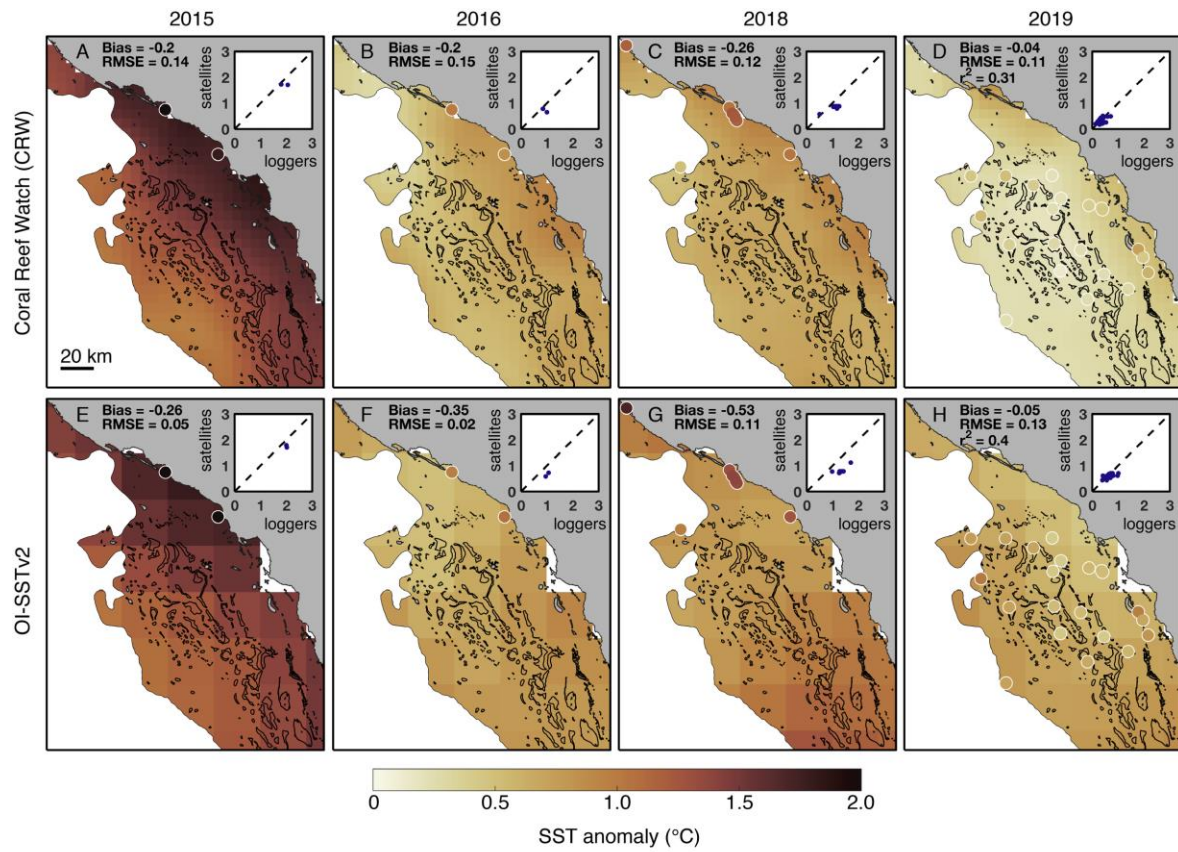 2015 2016 2018 2019
Coral Reef Watch (CRW)
A Bias = -0.2
RMSE = 0.14
satellites
3
2
1
0
0 1 2 3
loggers
20 km
B Bias = -0.2
RMSE = 0.15
satellites
3
2
1
0
0 1 2 3
loggers
C Bias = -0.26
RMSE = 0.12
satellites
3
2
1
0
0 1 2 3
loggers
D Bias = -0.04
RMSE = 0.11
r² = 0.31
satellites
3
2
1
0
0 1 2 3
loggers
OI-SSTv2
E Bias = -0.26
RMSE = 0.05
satellites
3
2
1
0
0 1 2 3
loggers
F Bias = -0.35
RMSE = 0.02
satellites
3
2
1
0
0 1 2 3
loggers
G Bias = -0.53
RMSE = 0.11
satellites
3
2
1
0
0 1 2 3
loggers
H Bias = -0.05
RMSE = 0.13
r² = 0.4
satellites
3
2
1
0
0 1 2 3
loggers
0 0.5 1.0 1.5 2.0
SST anomaly (°C)